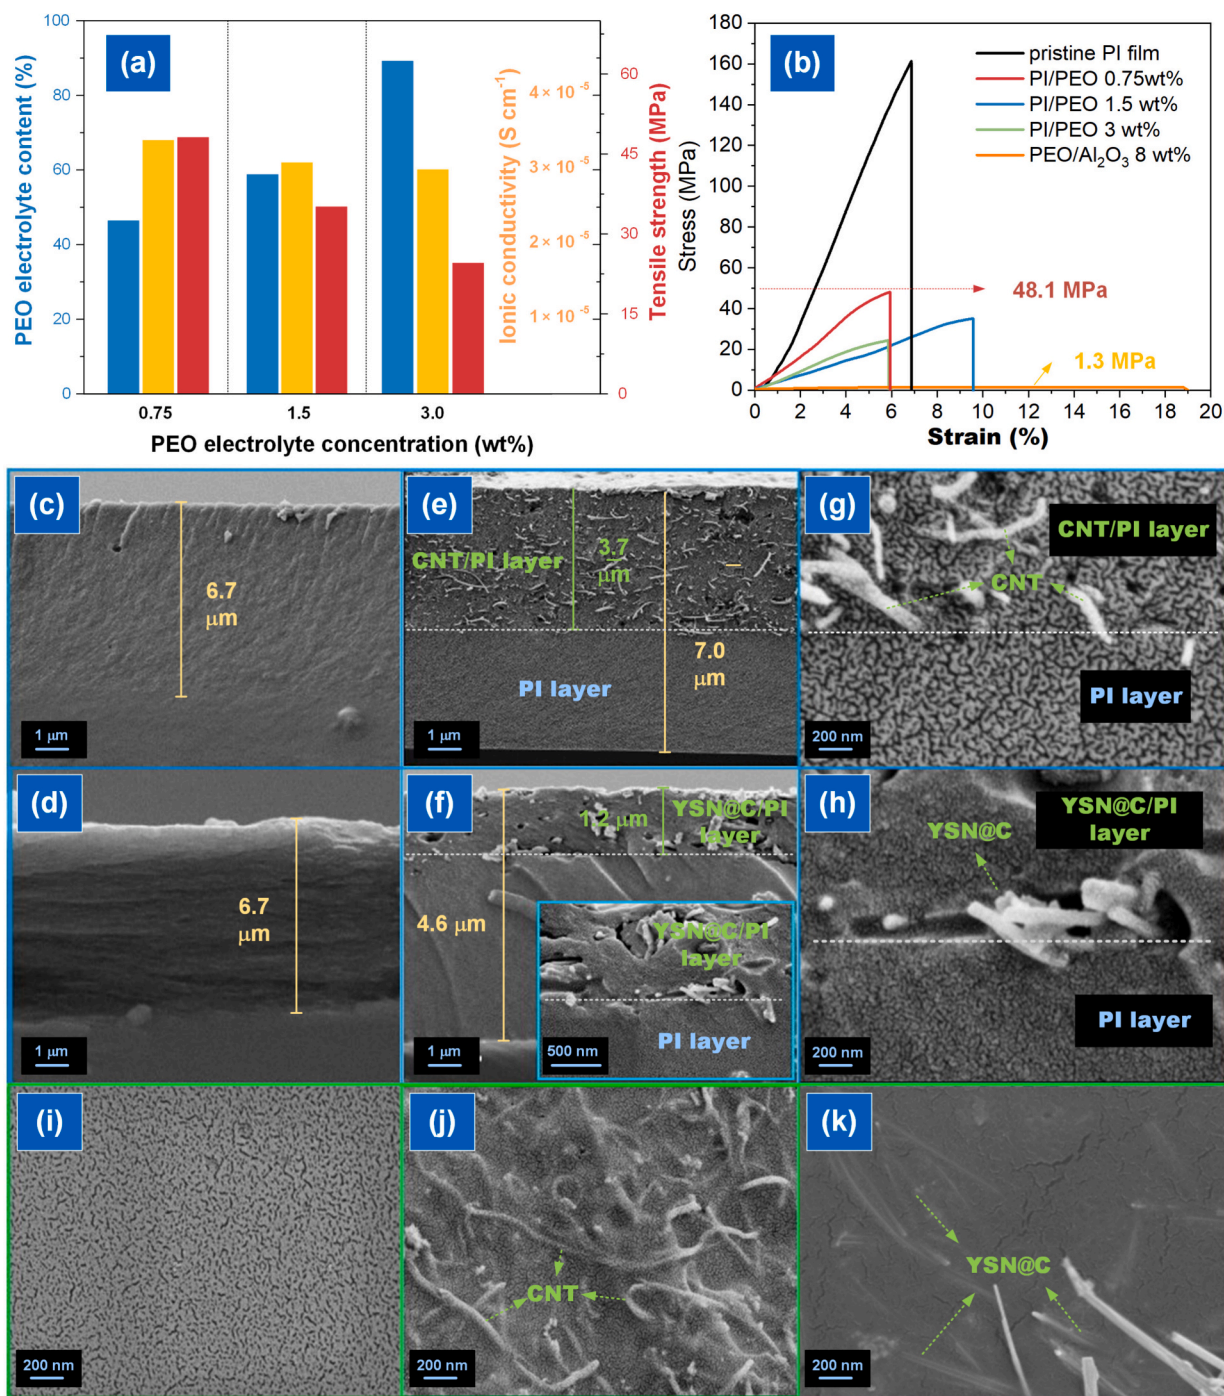 (a)
PEO electrolyte content (%)
100
80
60
40
20
0
0.75
1.5
3.0
PEO electrolyte concentration (wt%)
Ionic conductivity (S cm⁻¹)
4× 10⁻⁵
3× 10⁻⁵
2× 10⁻⁵
1× 10⁻⁵
Tensile strength (MPa)
60
45
30
15
0
(b)
Stress (MPa)
180
160
140
120
100
80
60
40
20
0
0 2 4 6 8 10 12 14 16 18 20
Strain (%)
pristine PI film
PI/PEO 0.75wt%
PI/PEO 1.5 wt%
PI/PEO 3 wt%
PEO/Al₂O₃ 8 wt%
48.1 MPa
1.3 MPa
(c)
6.7
μm
1 μm
(e)
CNT/PI layer
3.7
μm
7.0
μm
PI layer
1 μm
(g)
CNT/PI layer
CNT
PI layer
200 nm
(d)
6.7
μm
1 μm
(f)
1.2 μm
YSN@C/PI
layer
4.6 μm
YSN@C/PI
layer
PI layer
1 μm
500 nm
(h)
YSN@C/PI
layer
YSN@C
PI layer
200 nm
(i)
200 nm
(j)
CNT
200 nm
(k)
YSN@C
200 nm